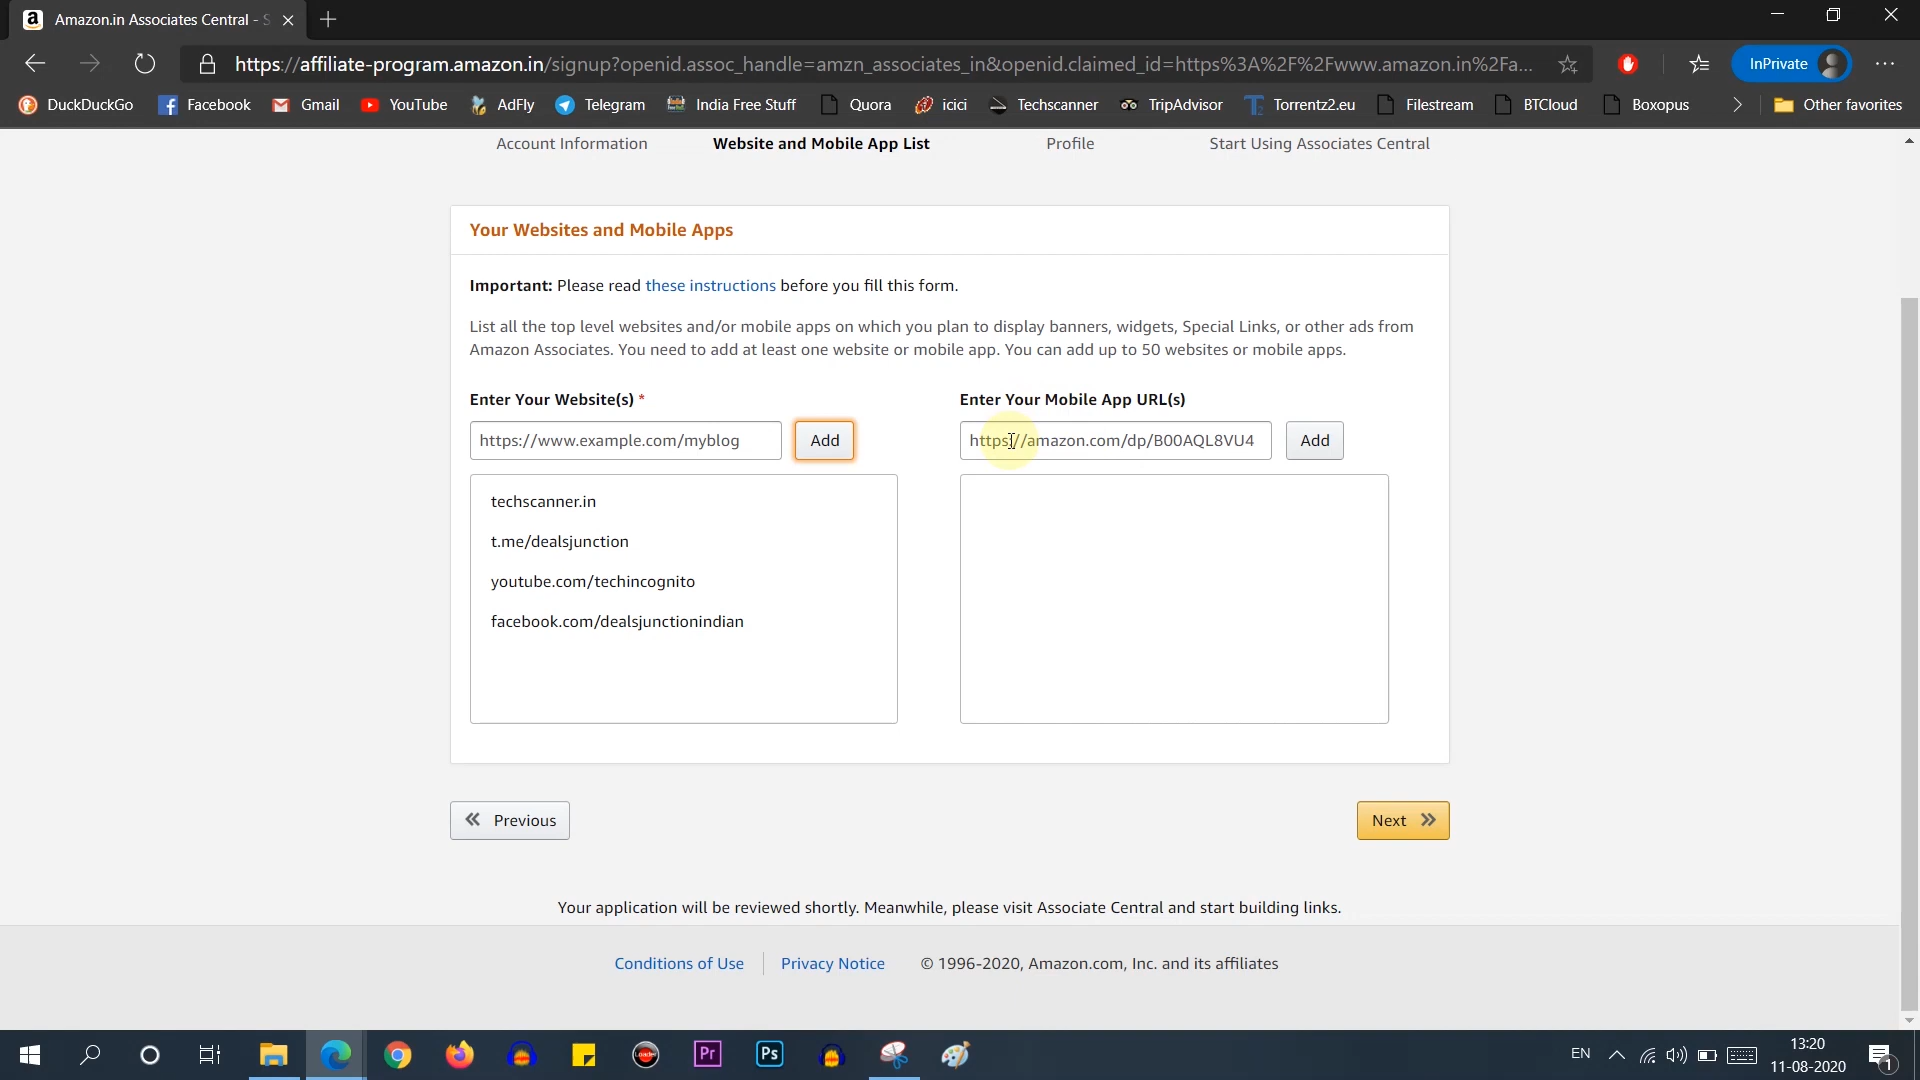 Amazon.in Associates Central - S
https://affiliate-program.amazon.in/signup?openid.assoc_handle=amzn_associates_in&openid.claimed_id=https%3A%2F%2Fwww.amazon.in%2Fa...
InPrivate
DuckDuckGo Facebook Gmail YouTube AdFly Telegram India Free Stuff Quora icici Techscanner TripAdvisor Torrentz2.eu Filestream BTCloud Boxopus Other favorites
Account Information Website and Mobile App List Profile Start Using Associates Central
Your Websites and Mobile Apps
Important: Please read these instructions before you fill this form.
List all the top level websites and/or mobile apps on which you plan to display banners, widgets, Special Links, or other ads from
Amazon Associates. You need to add at least one website or mobile app. You can add up to 50 websites or mobile apps.
Enter Your Website(s) * Enter Your Mobile App URL(s)
https://www.example.com/myblog Add https://amazon.com/dp/B00AQL8VU4 Add
techscanner.in
t.me/dealsjunction
youtube.com/techincognito
facebook.com/dealsjunctionindian
Previous Next
Your application will be reviewed shortly. Meanwhile, please visit Associate Central and start building links.
Conditions of Use Privacy Notice © 1996-2020, Amazon.com, Inc. and its affiliates
Loader Pr Ps EN 13:20
11-08-2020 1